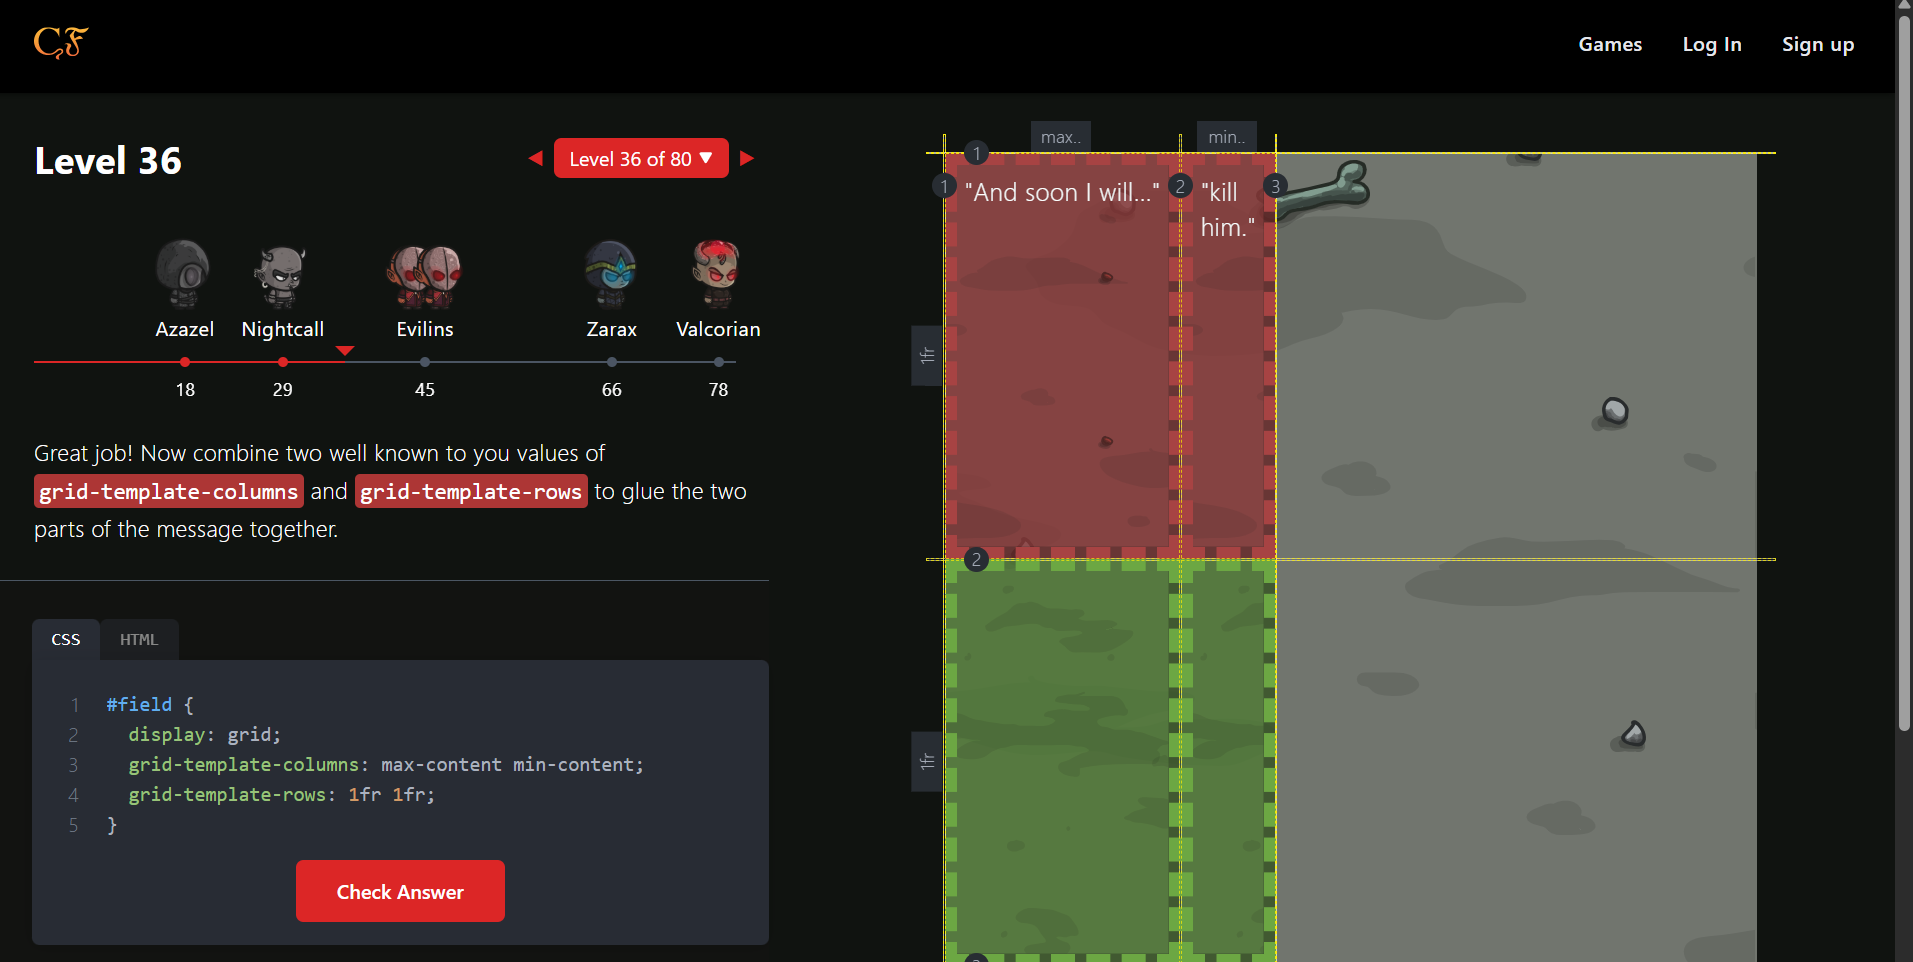 CF
Games Log In Sign up
Level 36
Level 36 of 80 ▼
Azazel Nightcall Evilins Zarax Valcorian
18 29 45 66 78
Great job! Now combine two well known to you values of
grid-template-columns and grid-template-rows to glue the two
parts of the message together.
CSS HTML
1 #field {
2 display: grid;
3 grid-template-columns: max-content min-content;
4 grid-template-rows: 1fr 1fr;
5 }
Check Answer
max.. min..
1
1 2 3
"And soon I will..." "kill
him."
1fr
2
1fr